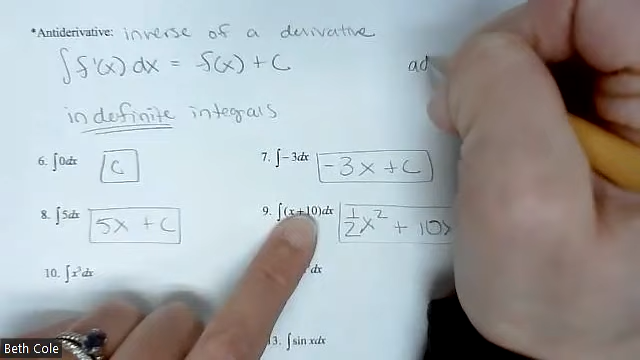 *Antiderivative: inverse of a derivative
∫f'(x) dx = f(x) + C
ad
indefinite integrals
6. ∫0dx C
7. ∫-3dx -3x + C
8. ∫5dx 5x + C
9. ∫(x+10)dx 1/2x² + 10x
10. ∫x³dx
dx
13. ∫sin xdx
Beth Cole